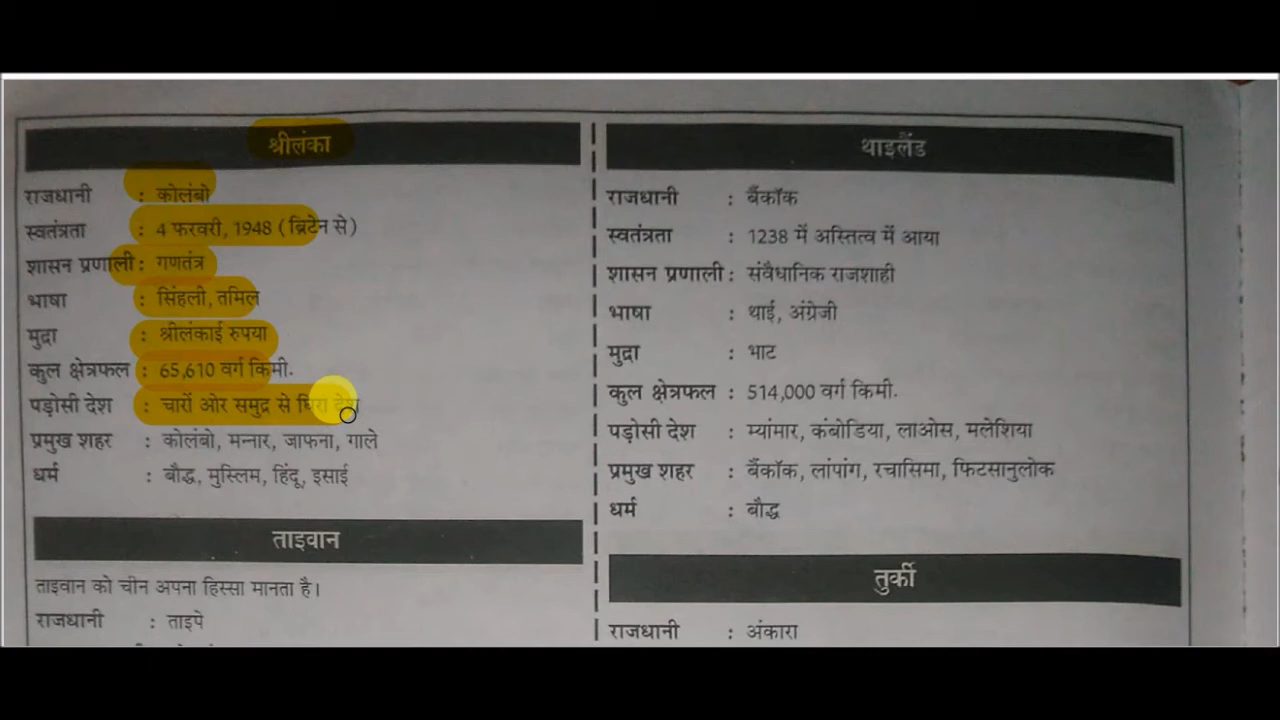 श्रीलंका
राजधानी : कोलंबो
स्वतंत्रता : 4 फरवरी, 1948 ( ब्रिटेन से)
शासन प्रणाली : गणतंत्र
भाषा : सिंहली, तमिल
मुद्रा : श्रीलंकाई रुपया
कुल क्षेत्रफल : 65,610 वर्ग किमी.
पड़ोसी देश : चारों ओर समुद्र से घिरा देश
प्रमुख शहर : कोलंबो, मन्नार, जाफना, गाले
धर्म : बौद्ध, मुस्लिम, हिंदू, इसाई
ताइवान
ताइवान को चीन अपना हिस्सा मानता है।
राजधानी : ताइपे
थाइलैंड
राजधानी : बैंकॉक
स्वतंत्रता : 1238 में अस्तित्व में आया
शासन प्रणाली : संवैधानिक राजशाही
भाषा : थाई, अंग्रेजी
मुद्रा : भाट
कुल क्षेत्रफल : 514,000 वर्ग किमी.
पड़ोसी देश : म्यांमार, कंबोडिया, लाओस, मलेशिया
प्रमुख शहर : बैंकॉक, लांपांग, रचासिमा, फिटसानुलोक
धर्म : बौद्ध
तुर्की
राजधानी : अंकारा